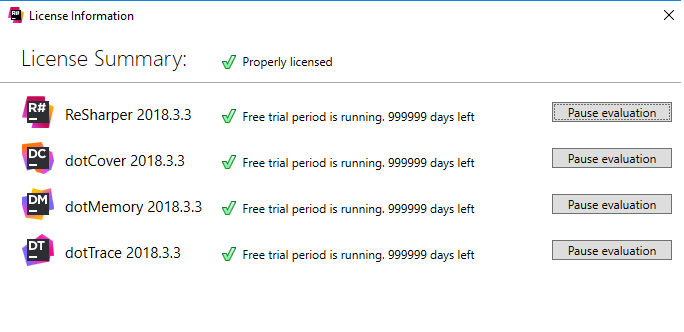 License Information
License Summary: Properly licensed
R# ReSharper 2018.3.3 Free trial period is running. 999999 days left Pause evaluation
DC dotCover 2018.3.3 Free trial period is running. 999999 days left Pause evaluation
DM dotMemory 2018.3.3 Free trial period is running. 999999 days left Pause evaluation
DT dotTrace 2018.3.3 Free trial period is running. 999999 days left Pause evaluation